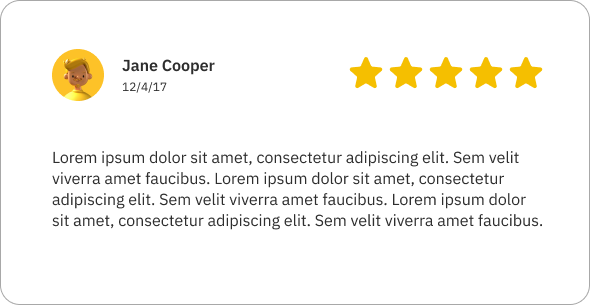 Jane Cooper
12/4/17
Lorem ipsum dolor sit amet, consectetur adipiscing elit. Sem velit
viverra amet faucibus. Lorem ipsum dolor sit amet, consectetur
adipiscing elit. Sem velit viverra amet faucibus. Lorem ipsum dolor
sit amet, consectetur adipiscing elit. Sem velit viverra amet faucibus.